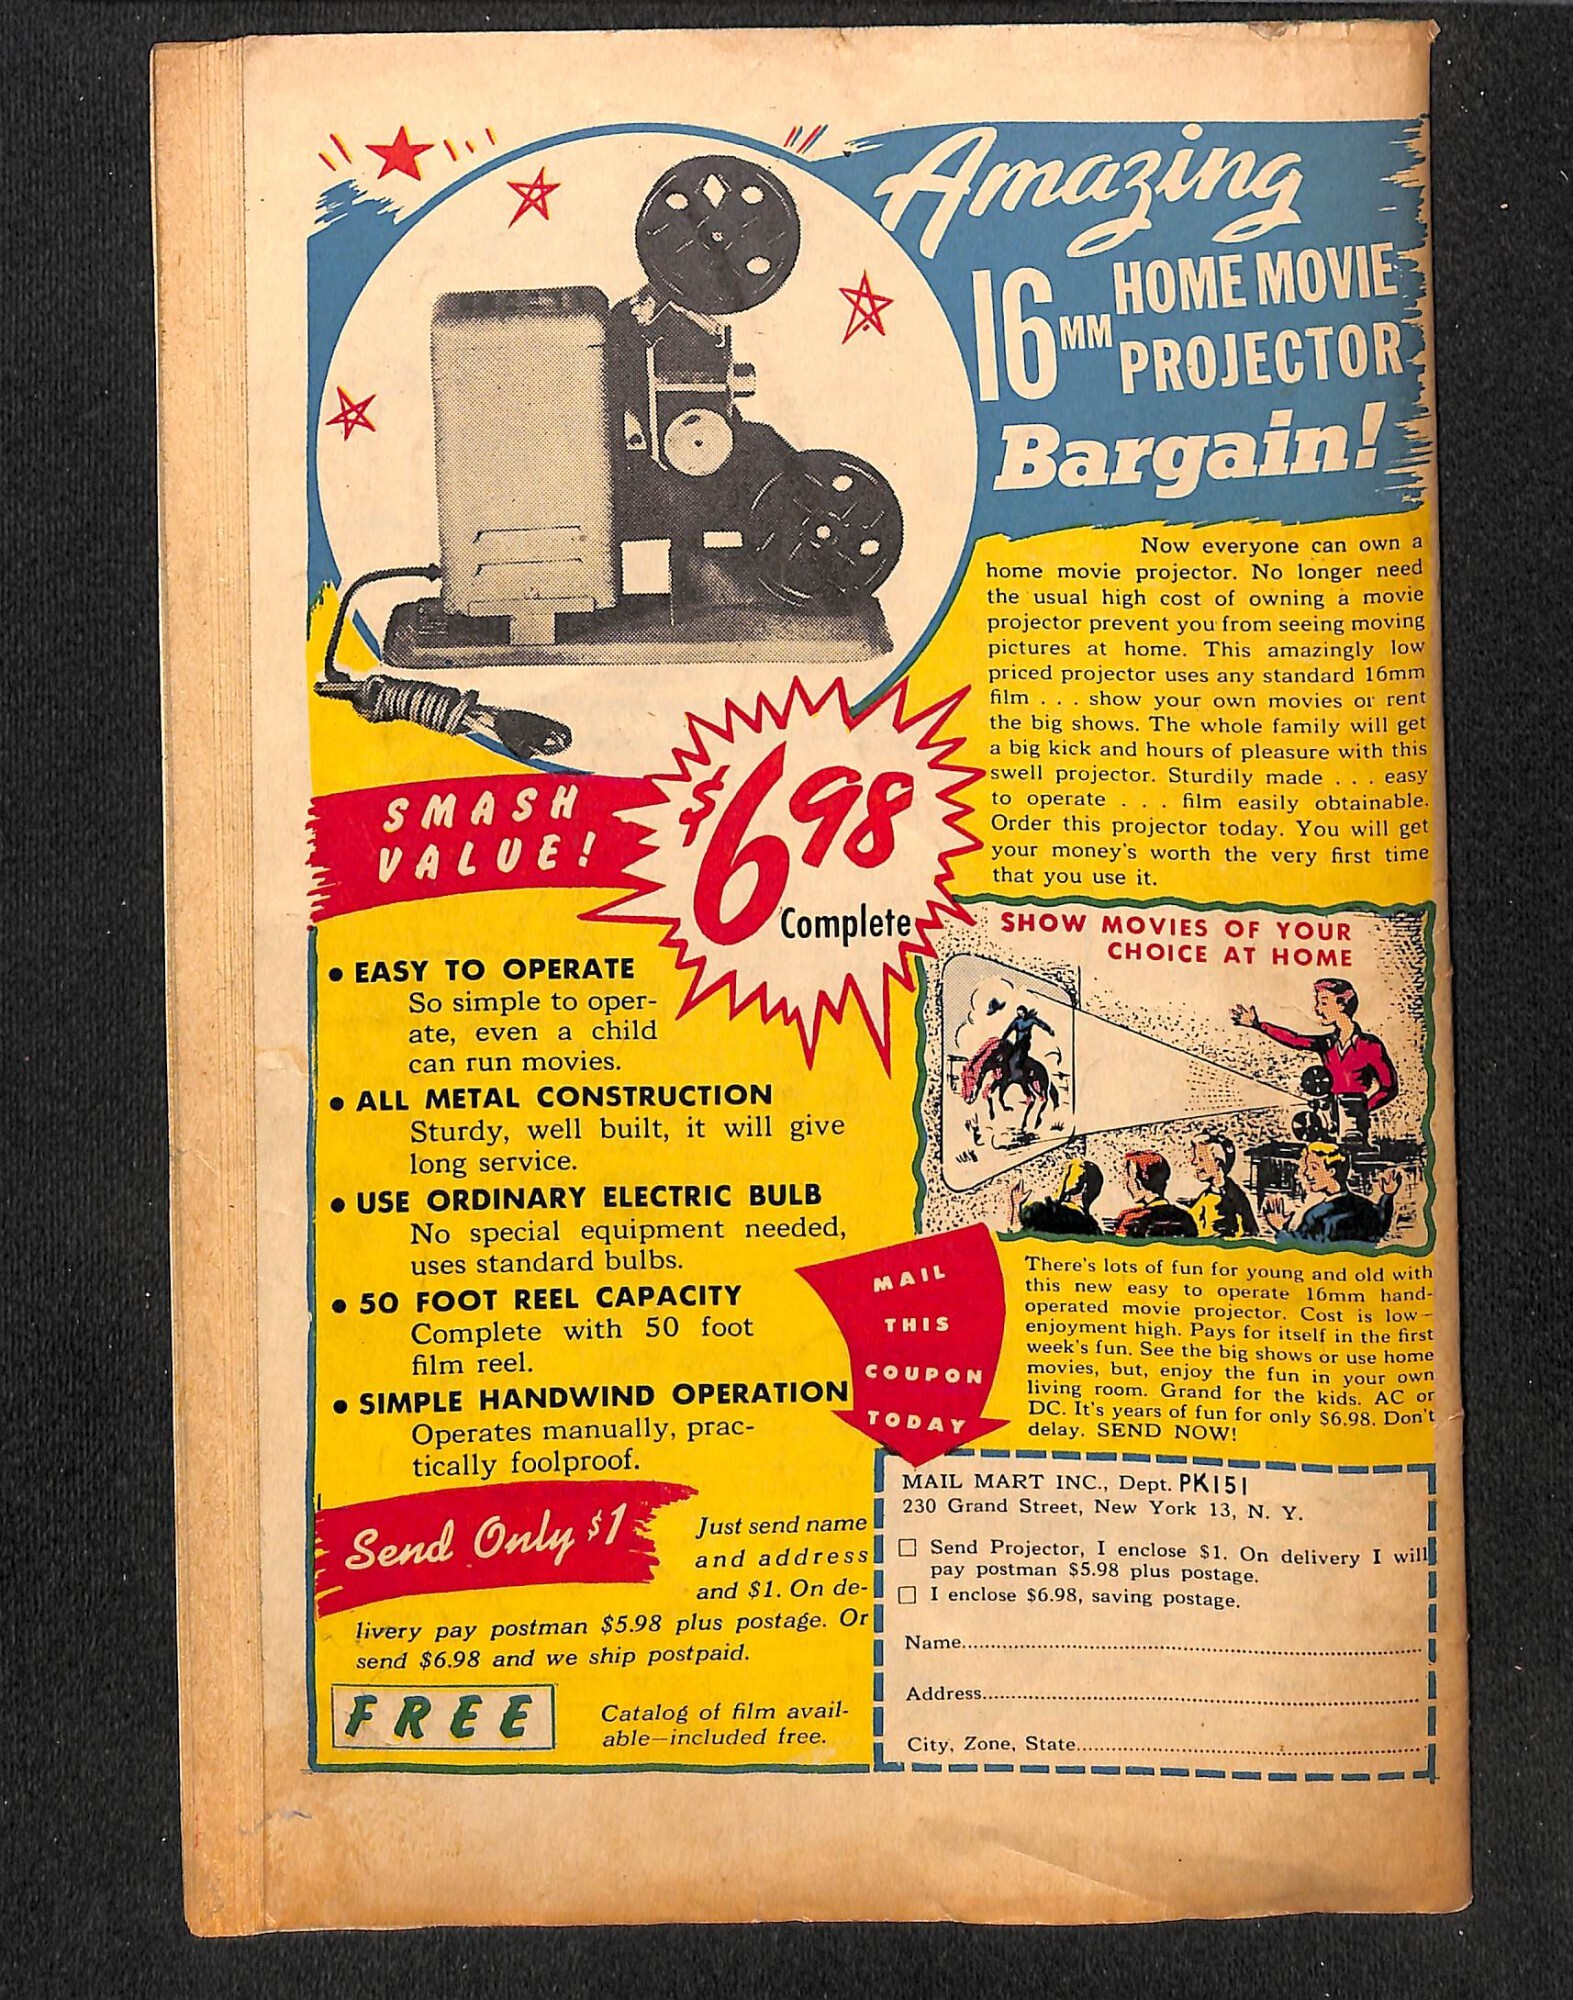 Amazing
16MM HOME MOVIE
PROJECTOR
Bargain!
Now everyone can own a
home movie projector. No longer need
the usual high cost of owning a movie
projector prevent you from seeing moving
pictures at home. This amazingly low
priced projector uses any standard 16mm
film . . . show your own movies or rent
the big shows. The whole family will get
a big kick and hours of pleasure with this
swell projector. Sturdily made . . . easy
to operate . . . film easily obtainable.
Order this projector today. You will get
your money's worth the very first time
that you use it.
SMASH
VALUE!
$6 98
Complete
• EASY TO OPERATE
So simple to oper-
ate, even a child
can run movies.
• ALL METAL CONSTRUCTION
Sturdy, well built, it will give
long service.
• USE ORDINARY ELECTRIC BULB
No special equipment needed,
uses standard bulbs.
• 50 FOOT REEL CAPACITY
Complete with 50 foot
film reel.
• SIMPLE HANDWIND OPERATION
Operates manually, prac-
tically foolproof.
SHOW MOVIES OF YOUR
CHOICE AT HOME
There's lots of fun for young and old with
this new easy to operate 16mm hand-
operated movie projector. Cost is low—
enjoyment high. Pays for itself in the first
week's fun. See the big shows or use home
movies, but, enjoy the fun in your own
living room. Grand for the kids. AC or
DC. It's years of fun for only $6.98. Don't
delay. SEND NOW!
MAIL
THIS
COUPON
TODAY
Send Only $1
Just send name
and address
and $1. On de-
livery pay postman $5.98 plus postage. Or
send $6.98 and we ship postpaid.
FREE
Catalog of film avail-
able—included free.
MAIL MART INC., Dept. PK151
230 Grand Street, New York 13, N. Y.
□ Send Projector, I enclose $1. On delivery I will
pay postman $5.98 plus postage.
□ I enclose $6.98, saving postage.
Name
Address
City, Zone, State